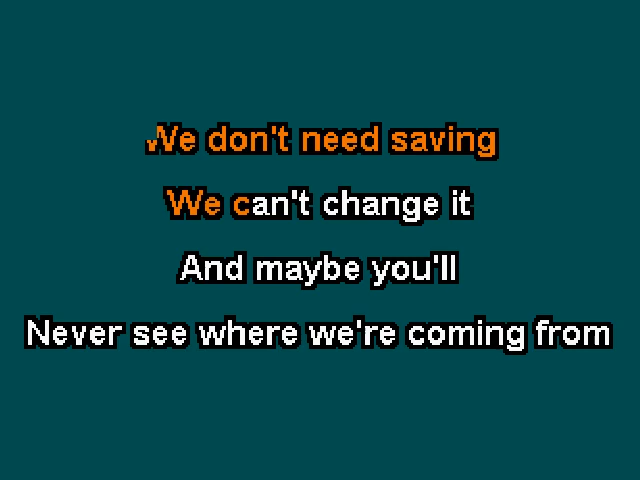 We don't need saving
We can't change it
And maybe you'll
Never see where we're coming from